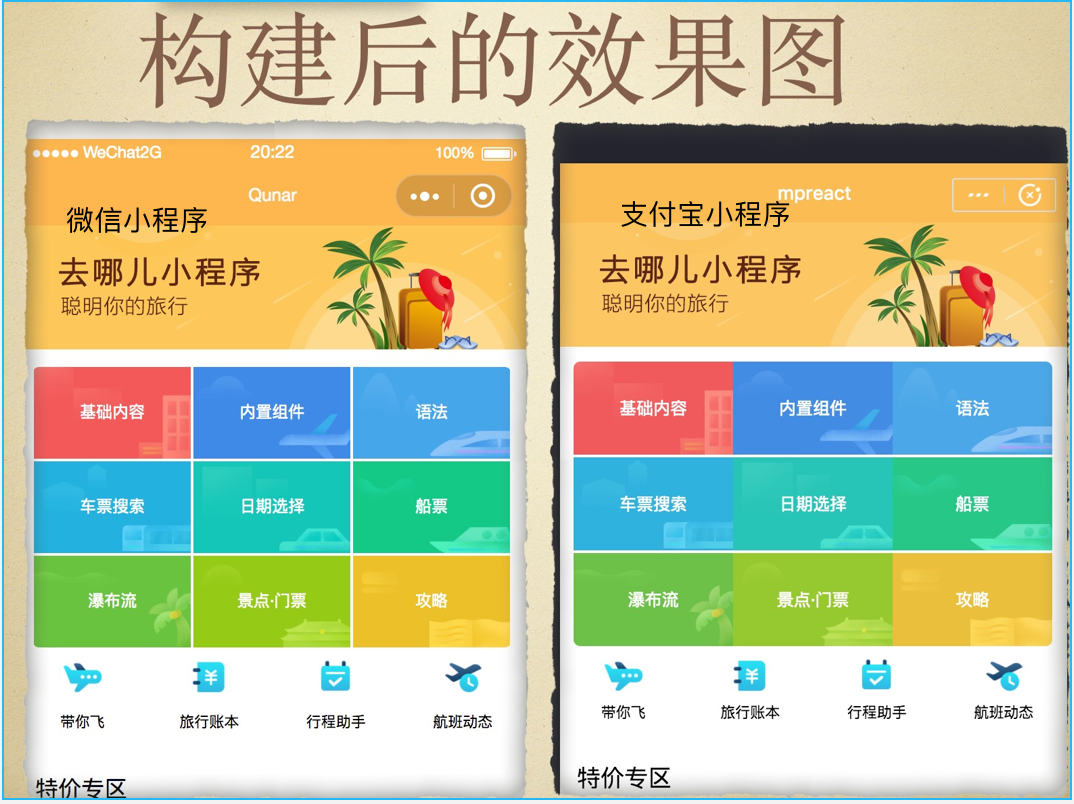 构建后的效果图
WeChat2G 20:22 100%
Qunar
微信小程序
去哪儿小程序
聪明你的旅行
基础内容 内置组件 语法
车票搜索 日期选择 船票
瀑布流 景点·门票 攻略
带你飞 旅行账本 行程助手 航班动态
特价专区
mpreact
支付宝小程序
去哪儿小程序
聪明你的旅行
基础内容 内置组件 语法
车票搜索 日期选择 船票
瀑布流 景点·门票 攻略
带你飞 旅行账本 行程助手 航班动态
特价专区